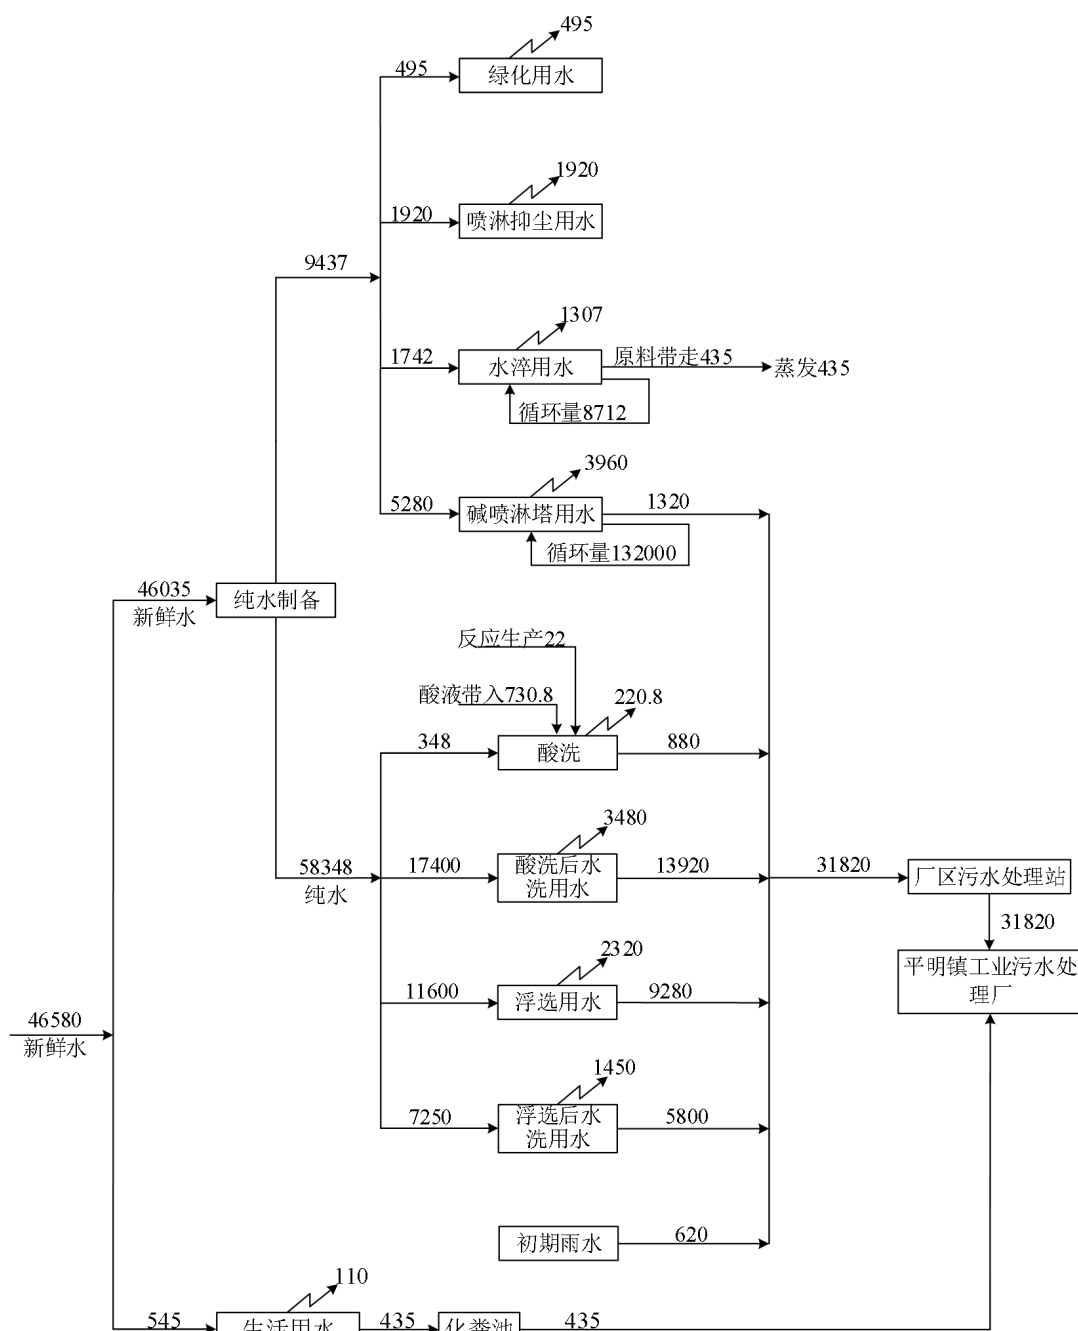 495
495
绿化用水
1920
1920
喷淋抑尘用水
9437
1307
1742
水淬用水
原料带走435
蒸发435
循环量8712
3960
5280
碱喷淋塔用水
1320
循环量132000
46035
新鲜水
纯水制备
反应生产22
酸液带入730.8
220.8
348
酸洗
880
3480
58348
纯水
17400
酸洗后水
洗用水
13920
31820
厂区污水处理站
31820
2320
11600
浮选用水
9280
平明镇工业污水处
理厂
46580
新鲜水
1450
7250
浮选后水
洗用水
5800
初期雨水
620
110
545
生活用水
435
化粪池
435